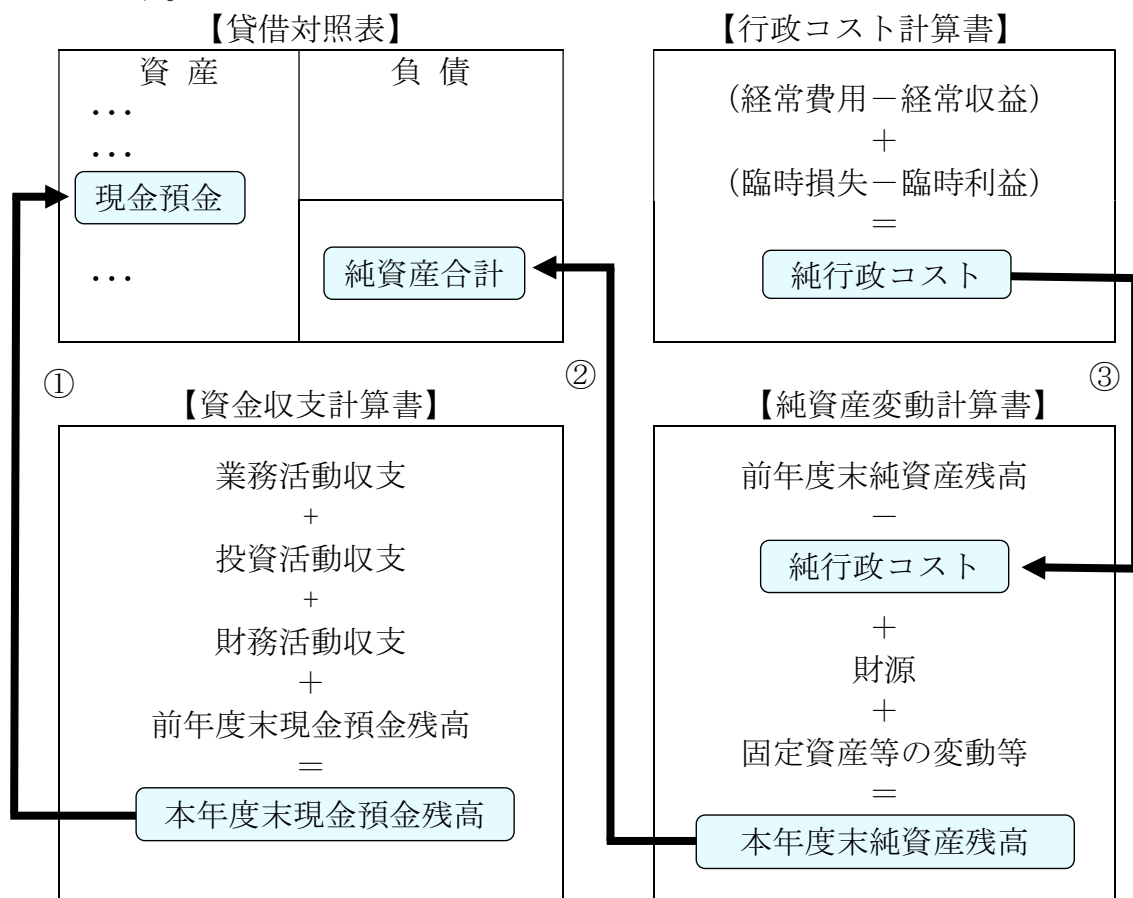 【貸借対照表】
資 産
負 債
・・・
・・・
現金預金
・・・
純資産合計
【行政コスト計算書】
(経常費用－経常収益)
＋
(臨時損失－臨時利益)
＝
純行政コスト
①
②
③
【資金収支計算書】
業務活動収支
+
投資活動収支
+
財務活動収支
＋
前年度末現金預金残高
＝
本年度末現金預金残高
【純資産変動計算書】
前年度末純資産残高
－
純行政コスト
＋
財源
＋
固定資産等の変動等
＝
本年度末純資産残高